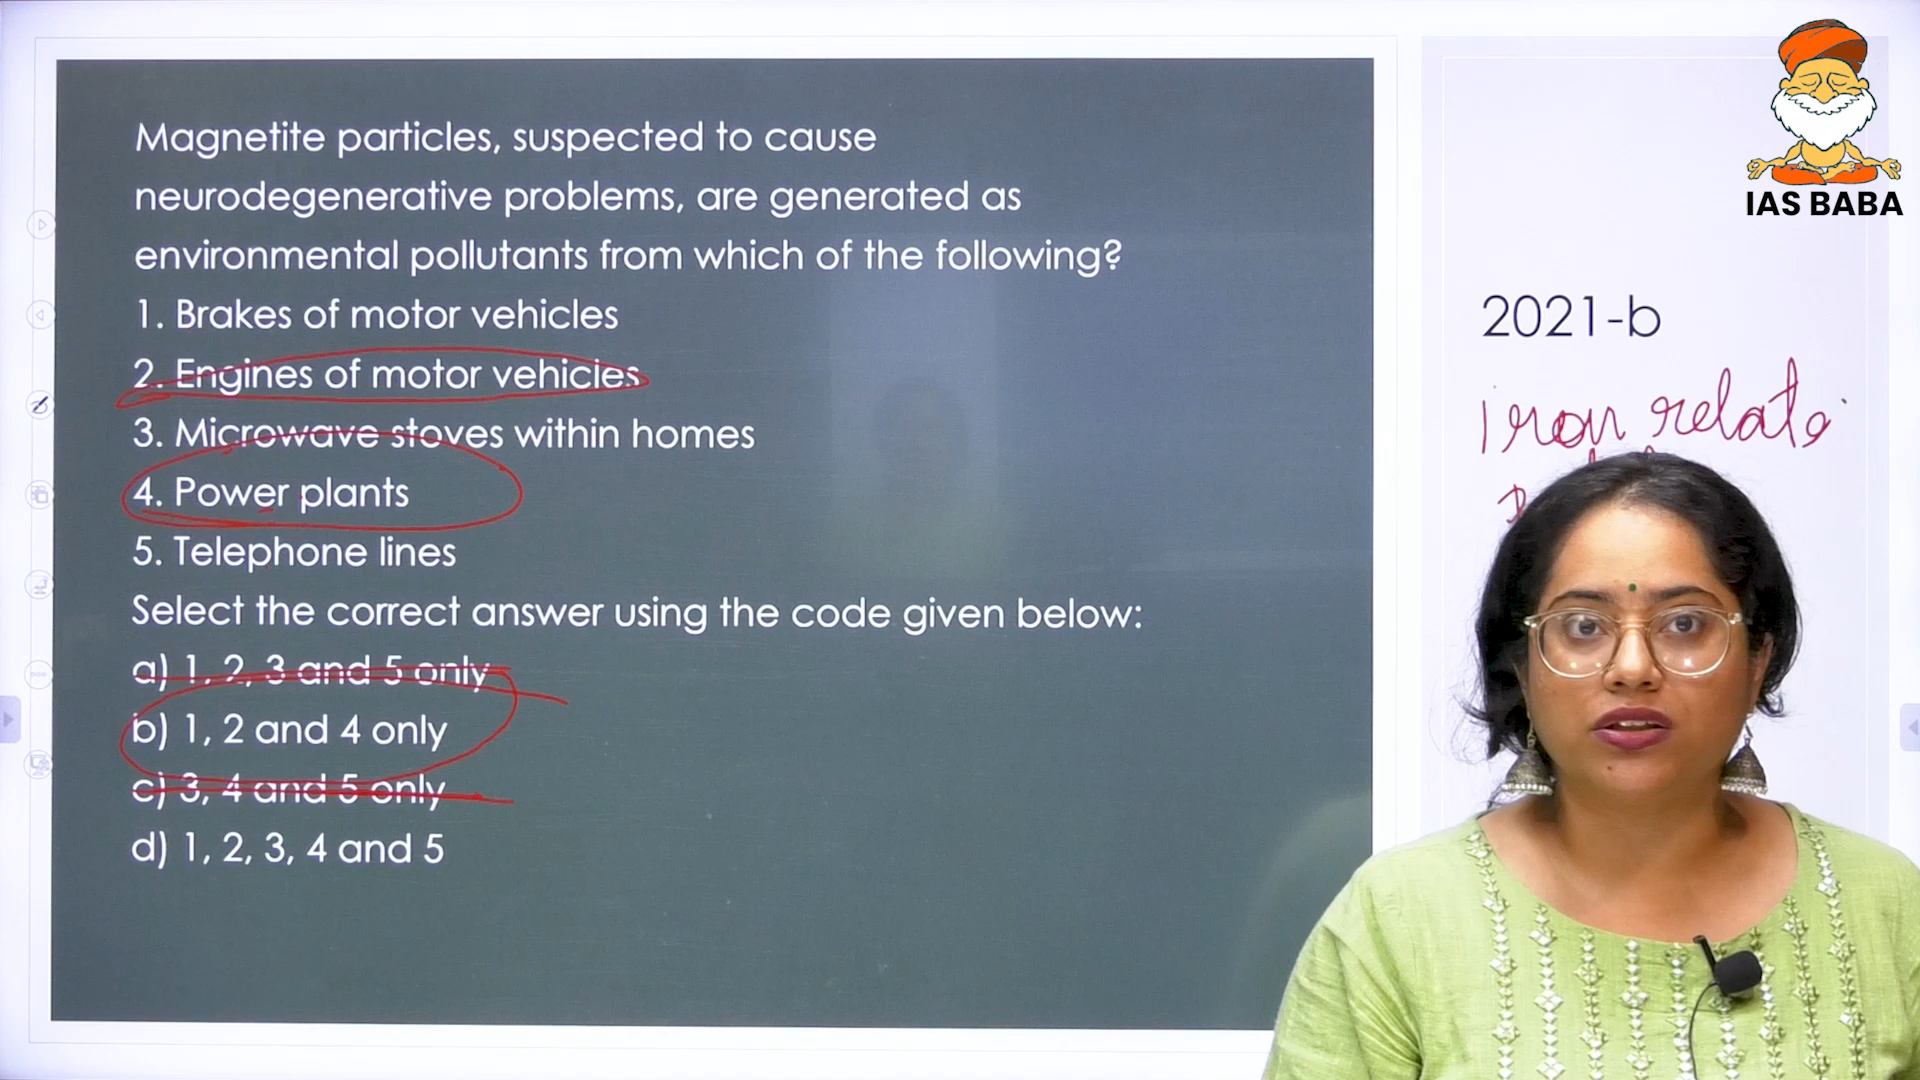 Magnetite particles, suspected to cause
neurodegenerative problems, are generated as
environmental pollutants from which of the following?
1. Brakes of motor vehicles
2. Engines of motor vehicles
3. Microwave stoves within homes
4. Power plants
5. Telephone lines
Select the correct answer using the code given below:
a) 1, 2, 3 and 5 only
b) 1, 2 and 4 only
c) 3, 4 and 5 only
d) 1, 2, 3, 4 and 5
IAS BABA
2021-b
iron relate